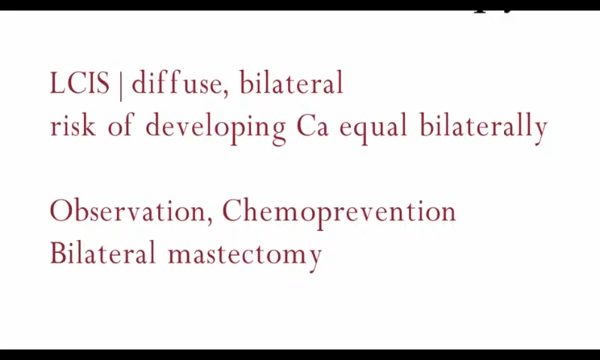 LCIS | diffuse, bilateral
risk of developing Ca equal bilaterally
Observation, Chemoprevention
Bilateral mastectomy